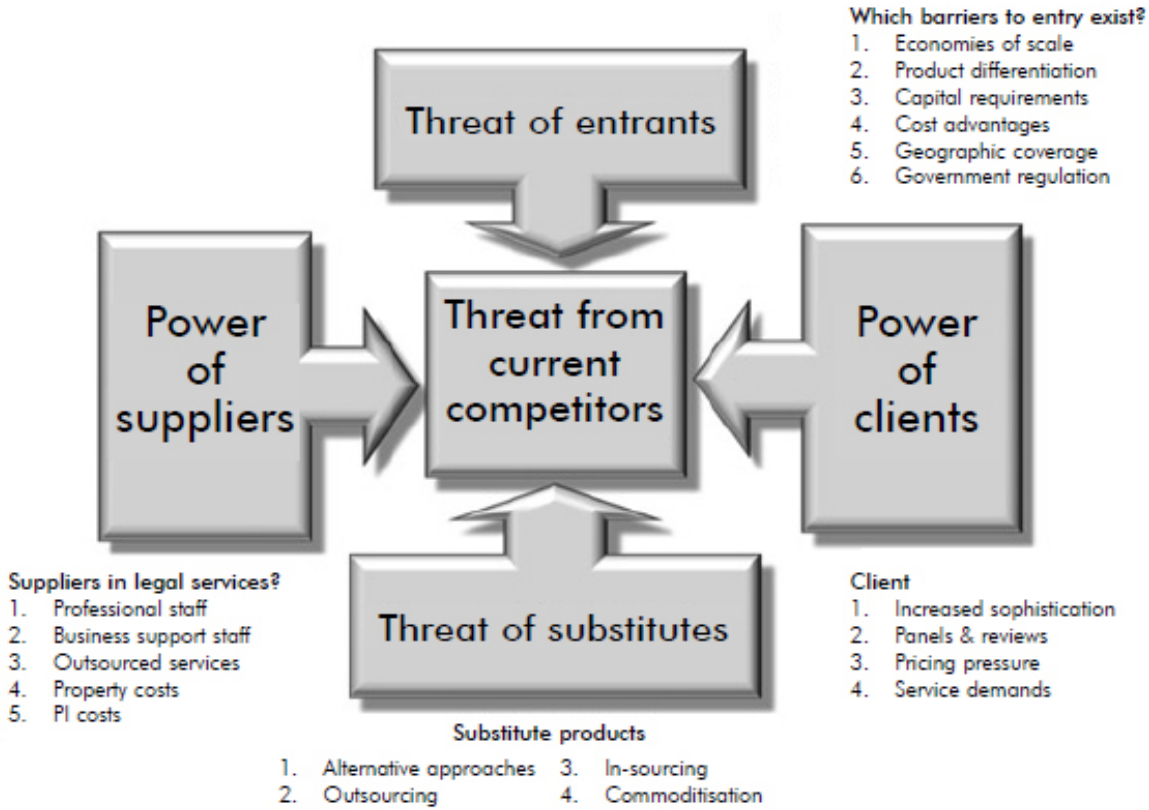 Which barriers to entry exist?
1. Economies of scale
2. Product differentiation
3. Capital requirements
4. Cost advantages
5. Geographic coverage
6. Government regulation
Threat of entrants
Power
of
suppliers
Threat from
current
competitors
Power
of
clients
Threat of substitutes
Suppliers in legal services?
1. Professional staff
2. Business support staff
3. Outsourced services
4. Property costs
5. PI costs
Client
1. Increased sophistication
2. Panels & reviews
3. Pricing pressure
4. Service demands
Substitute products
1. Alternative approaches 3. In-sourcing
2. Outsourcing 4. Commoditisation